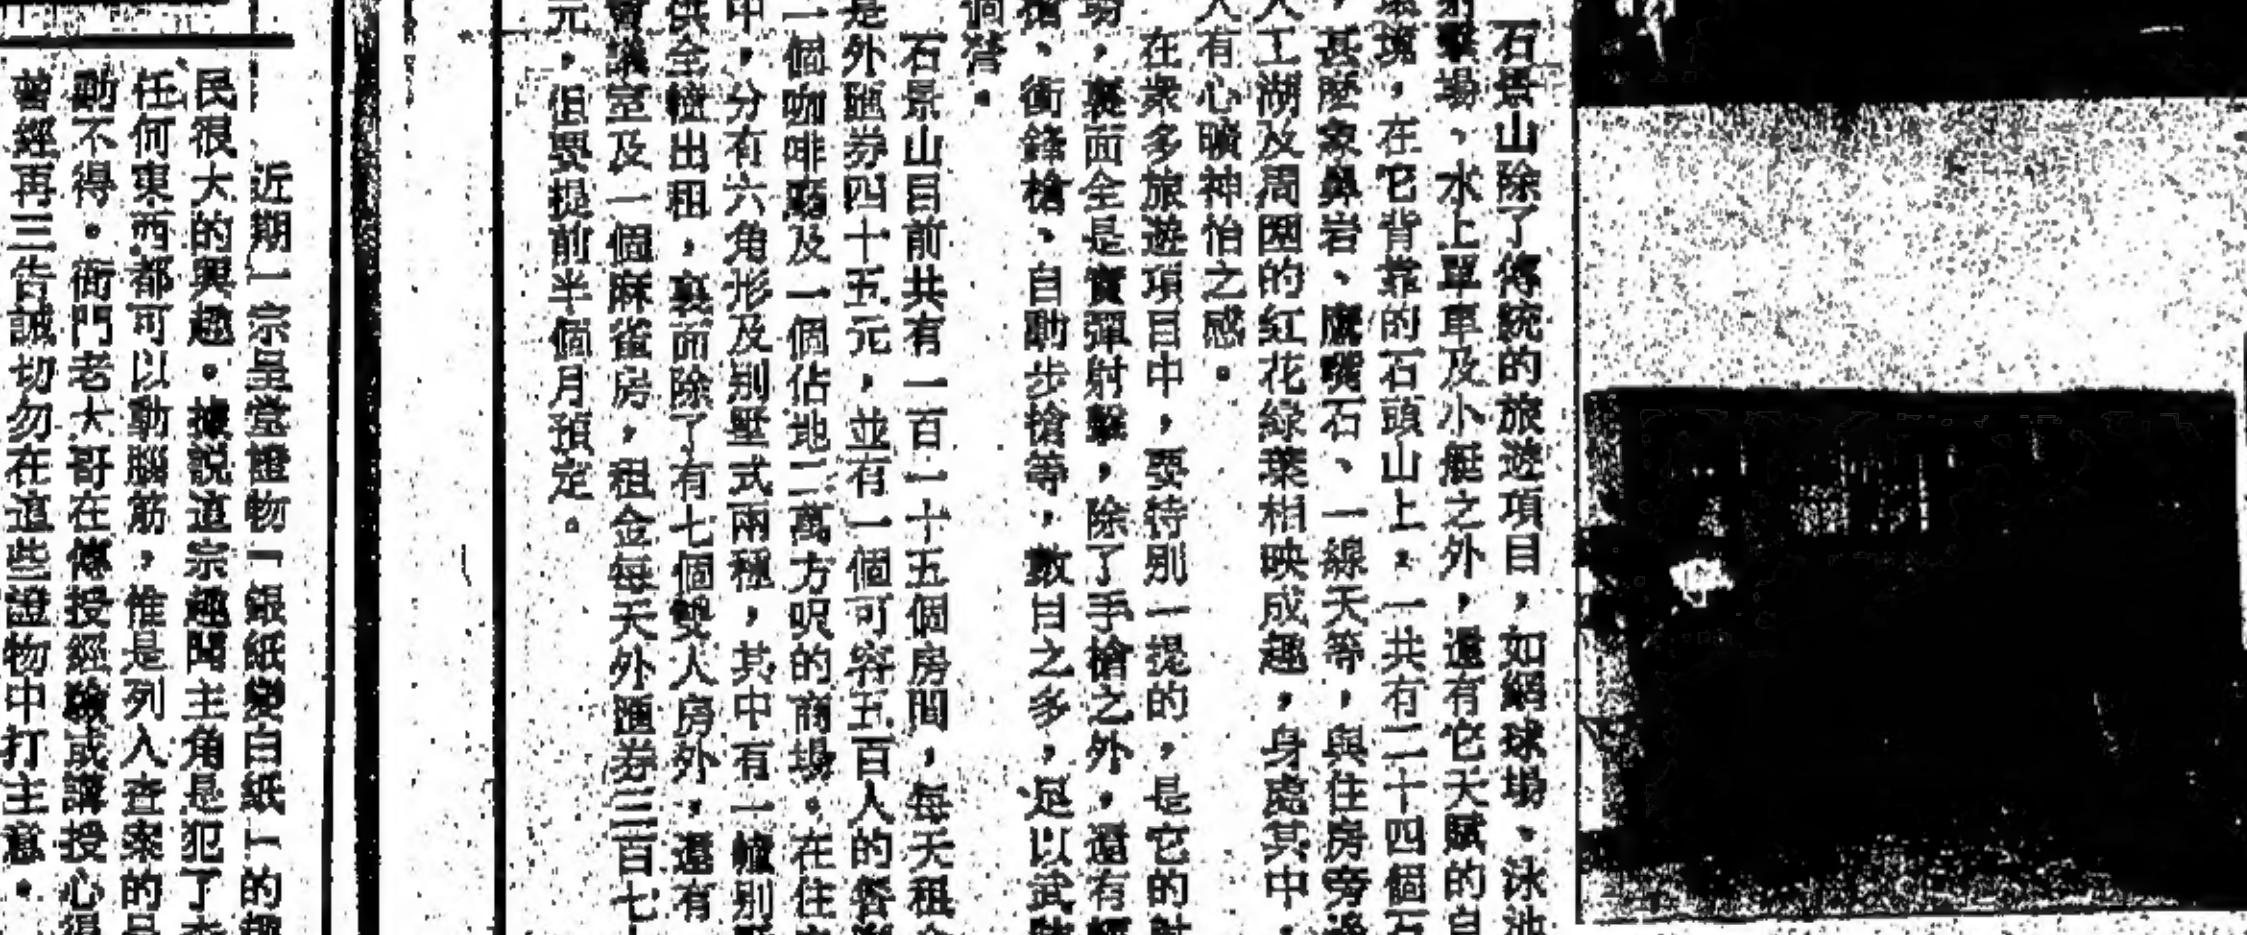 石景山除了傳統的旅遊項目，如網球場、泳池
射擊場、水上單車及小艇之外，還有它天賦的自
環境，在它背靠的石頭山上，一共有二十四個石
，甚麽象鼻岩、鷹嘴石、一線天等，與住房旁邊
人工湖及周圍的紅花綠葉相映成趣，身處其中，
人有心曠神怡之感。
在衆多旅遊項目中，要特別一提的，是它的射
場，裏面全是實彈射擊，除了手槍之外，還有輕
槍、衝鋒槍、自動步槍等，數目之多，足以武裝
個營。
石景山目前共有一百一十五個房間，每天租金
是外匯券四十五元，並有一個可容五百人的餐廳
一個咖啡廳及一個佔地二萬方呎的商場。在住
中，分有六角形及別墅式兩種，其中有一幢別墅
供全幢出租，裏面除了有七個雙人房外，還有
會議室及一個麻雀房，租金每天外匯券三百七十
元，但要提前半個月預定。
近期一宗呈堂證物「銀紙變白紙」的
民很大的興趣。據説這宗趣聞主角是犯了
任何東西都可以動腦筋，惟是列入查案的
動不得。衙門老大哥在傳授經驗或講授心得
曾經再三告誡切勿在這些證物中打主意。